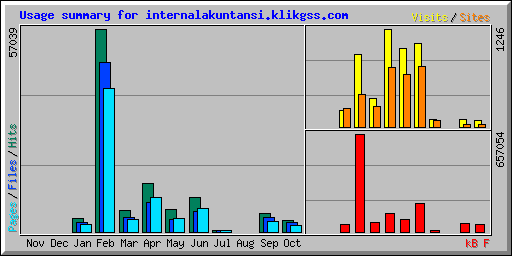 Usage summary for internalakuntansi.klikgss.com
Visits/Sites
57039
1246
657054
Pages/Files/Hits
Nov Dec Jan Feb Mar Apr May Jun Jul Aug Sep Oct
kB F